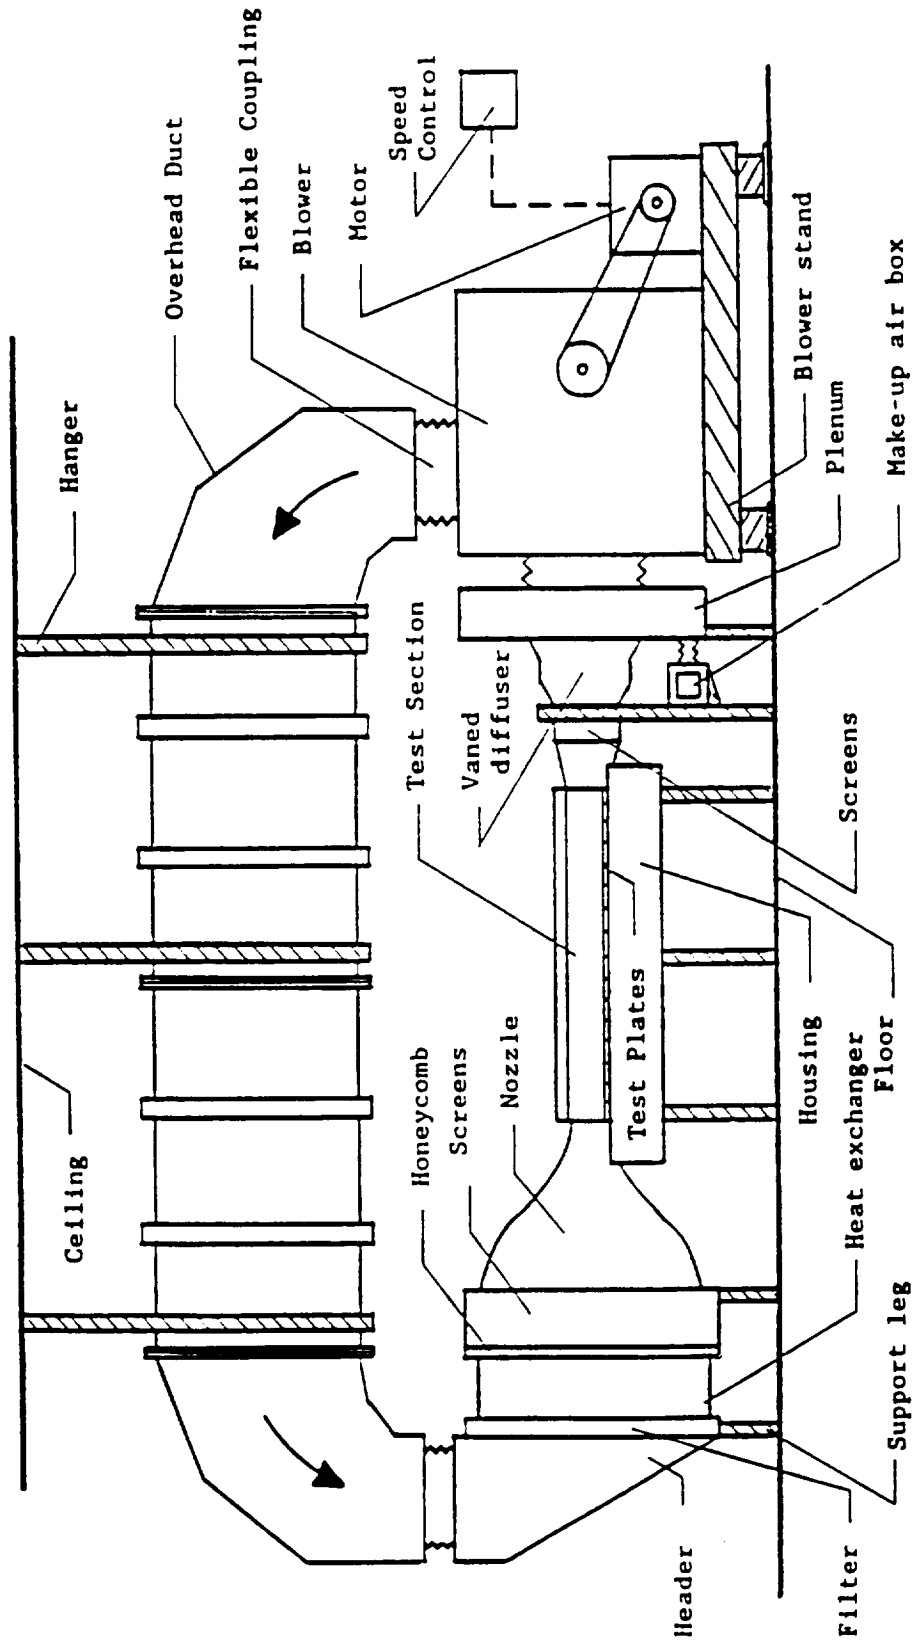 Ceiling
Hanger
Overhead Duct
Flexible Coupling
Blower
Motor
Speed
Control
Honeycomb
Screens
Nozzle
Test Section
Vaned
diffuser
Test Plates
Header
Filter
Support leg
Heat exchanger
Housing
Floor
Screens
Plenum
Blower stand
Make-up air box